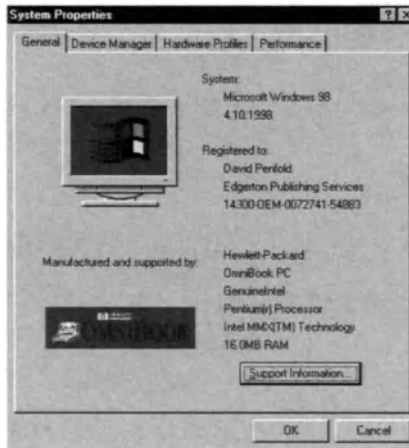 System Properties
General Device Manager Hardware Profiles Performance
System:
Microsoft Windows 98
4.10.1998
Registered to:
David Penfold
Edgerton Publishing Services
14300-OEM-0072741-54883
Manufactured and supported by:
Hewlett-Packard
OmniBook PC
GenuineIntel
Pentium(r) Processor
Intel MMX(TM) Technology
16.0MB RAM
OMNIBOOK
Support Information...
OK Cancel